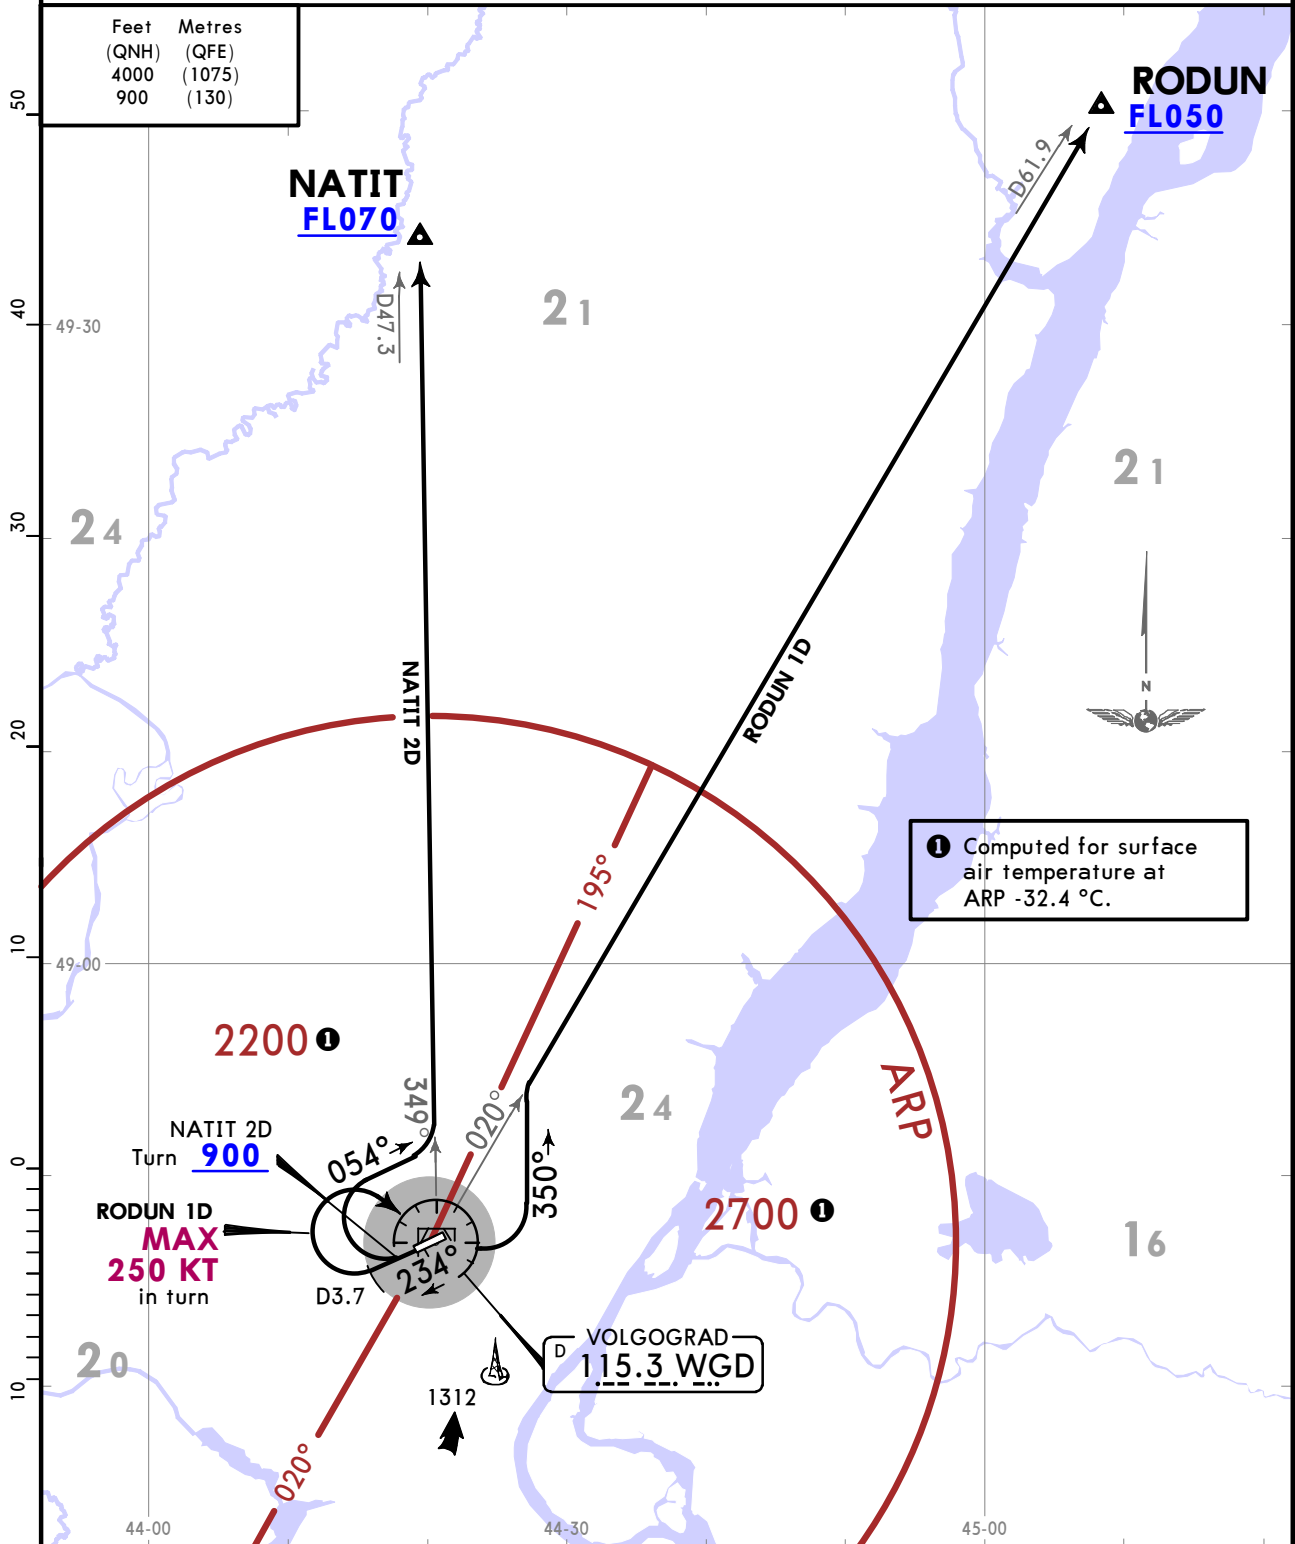 Feet Metres
(QNH) (QFE)
4000 (1075)
900 (130)
RODUN
FL050
D61.9
NATIT
FL070
D47.3
50
40
30
20
10
0
10
49-30
49-00
21
21
24
24
16
20
NATIT 2D
RODUN 1D
N
195°
❶ Computed for surface
air temperature at
ARP -32.4 °C.
2200 ❶
ARP
349°
020°
054°
350°
NATIT 2D
Turn 900
RODUN 1D
MAX
250 KT
in turn
2700 ❶
234°
D3.7
VOLGOGRAD
D 115.3 WGD
1312
020°
44-00
44-30
45-00